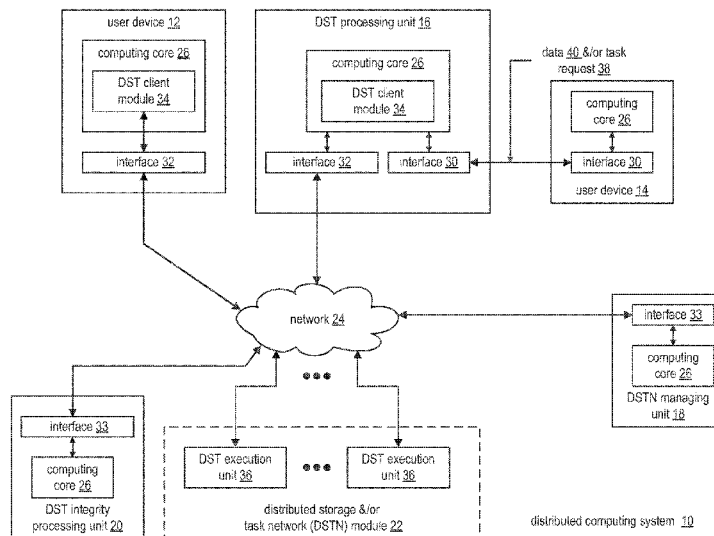 user device 12
computing core 26
DST client
module 34
interface 32
DST processing unit 16
computing core 26
DST client
module 34
interface 32
interface 30
data 40 &/or task
request 38
computing
core 26
interface 30
user device 14
network 24
interface 33
computing
core 26
DSTN managing
unit 18
interface 33
computing
core 26
DST integrity
processing unit 20
DST execution
unit 36
DST execution
unit 36
distributed storage &/or
task network (DSTN) module 22
distributed computing system 10